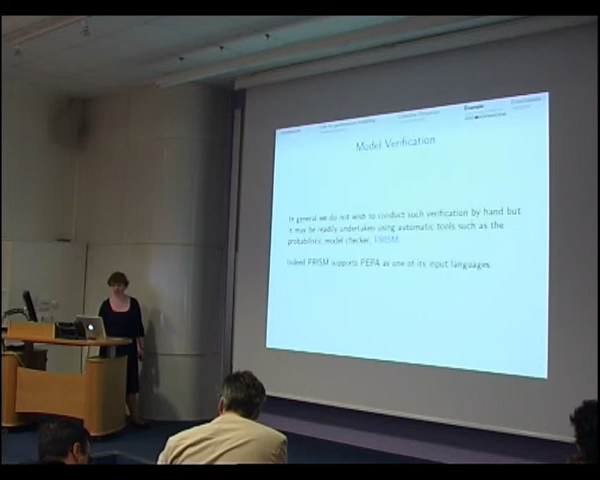 Example
Model Verification
In general we do not wish to conduct such verification by hand but
it may be readily undertaken using automatic tools such as the
probabilistic model checker, PRISM.
Indeed PRISM supports PEPA as one of its input languages.